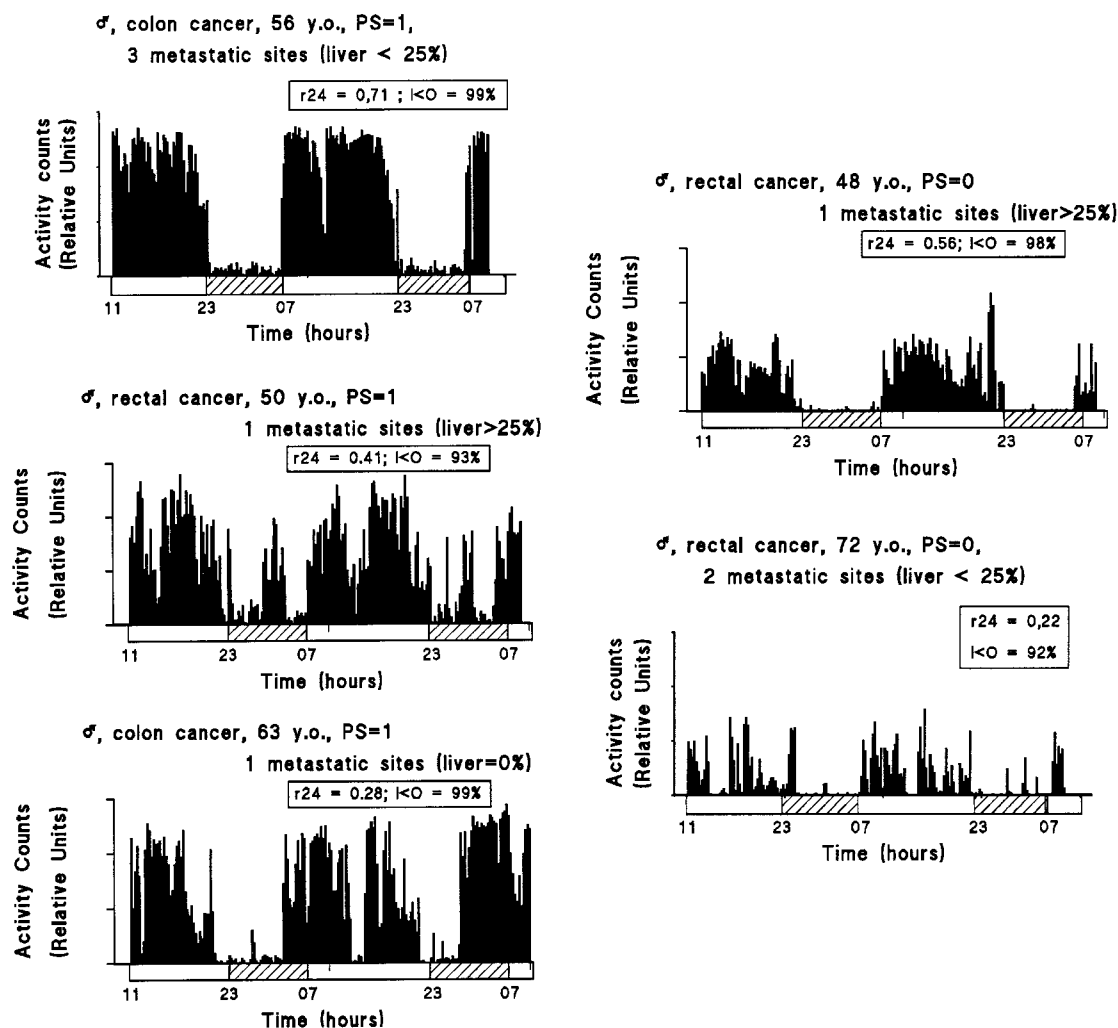 ♂, colon cancer, 56 y.o., PS=1,
3 metastatic sites (liver < 25%)
r24 = 0,71 ; I<O = 99%
Activity counts
(Relative Units)
11 23 07 23 07
Time (hours)
♂, rectal cancer, 50 y.o., PS=1
1 metastatic sites (liver>25%)
r24 = 0.41; I<O = 93%
Activity Counts
(Relative Units)
11 23 07 23 07
Time (hours)
♂, colon cancer, 63 y.o., PS=1
1 metastatic sites (liver=0%)
r24 = 0.28; I<O = 99%
Activity Counts
(Relative Units)
11 23 07 23 07
Time (hours)
♂, rectal cancer, 48 y.o., PS=0
1 metastatic sites (liver>25%)
r24 = 0.56; I<O = 98%
Activity Counts
(Relative Units)
11 23 07 23 07
Time (hours)
♂, rectal cancer, 72 y.o., PS=0,
2 metastatic sites (liver < 25%)
r24 = 0,22
I<O = 92%
Activity counts
(Relative Units)
11 23 07 23 07
Time (hours)